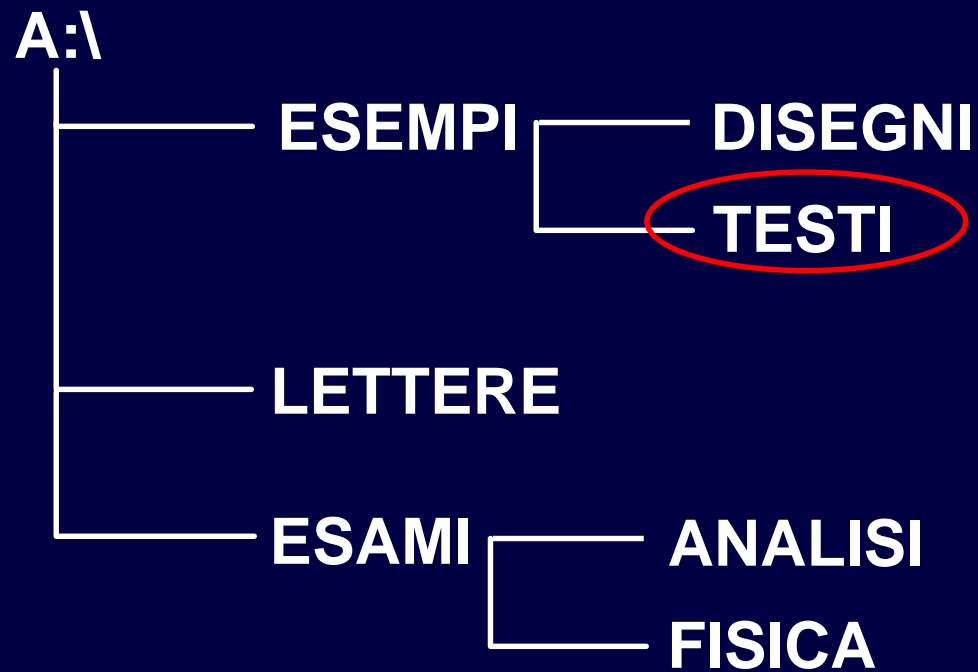 A:\
ESEMPI DISEGNI
TESTI
LETTERE
ESAMI ANALISI
FISICA